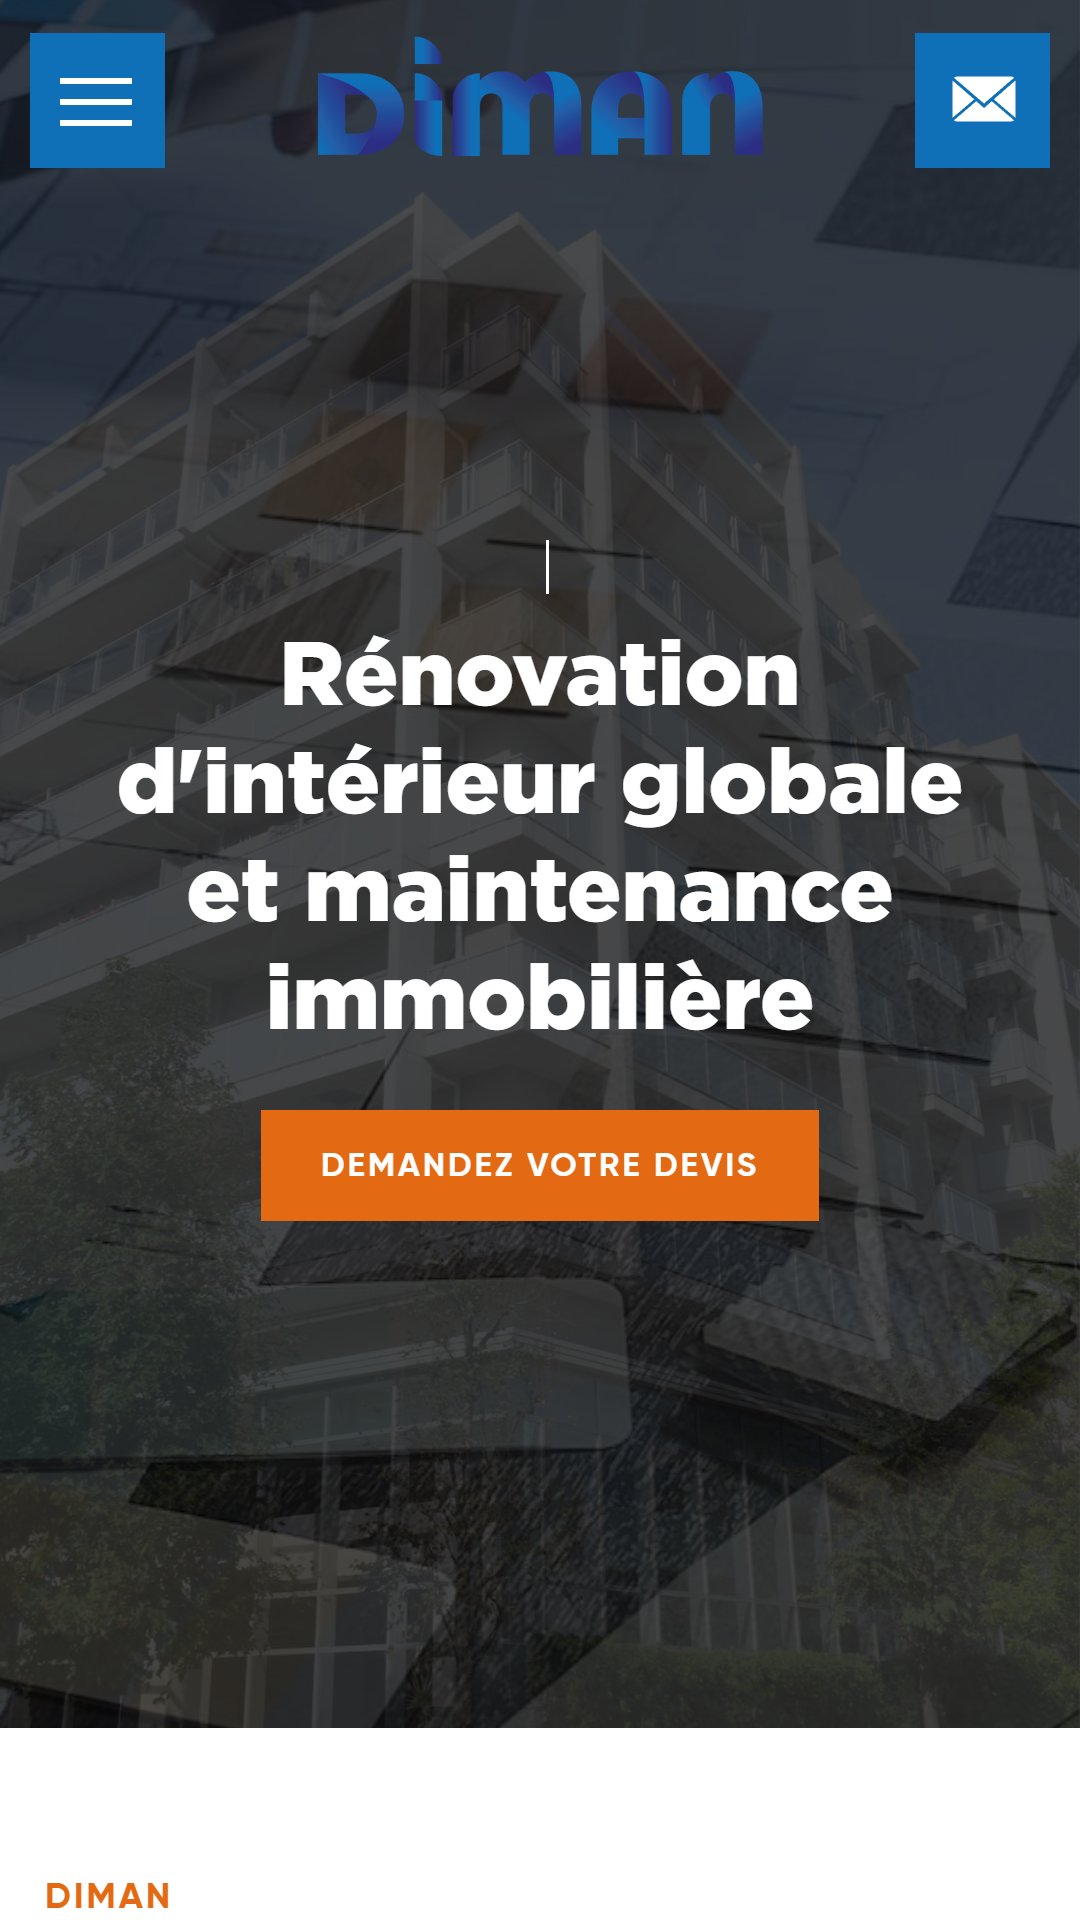 DiMAN
Rénovation
d'intérieur globale
et maintenance
immobilière
DEMANDEZ VOTRE DEVIS
DIMAN